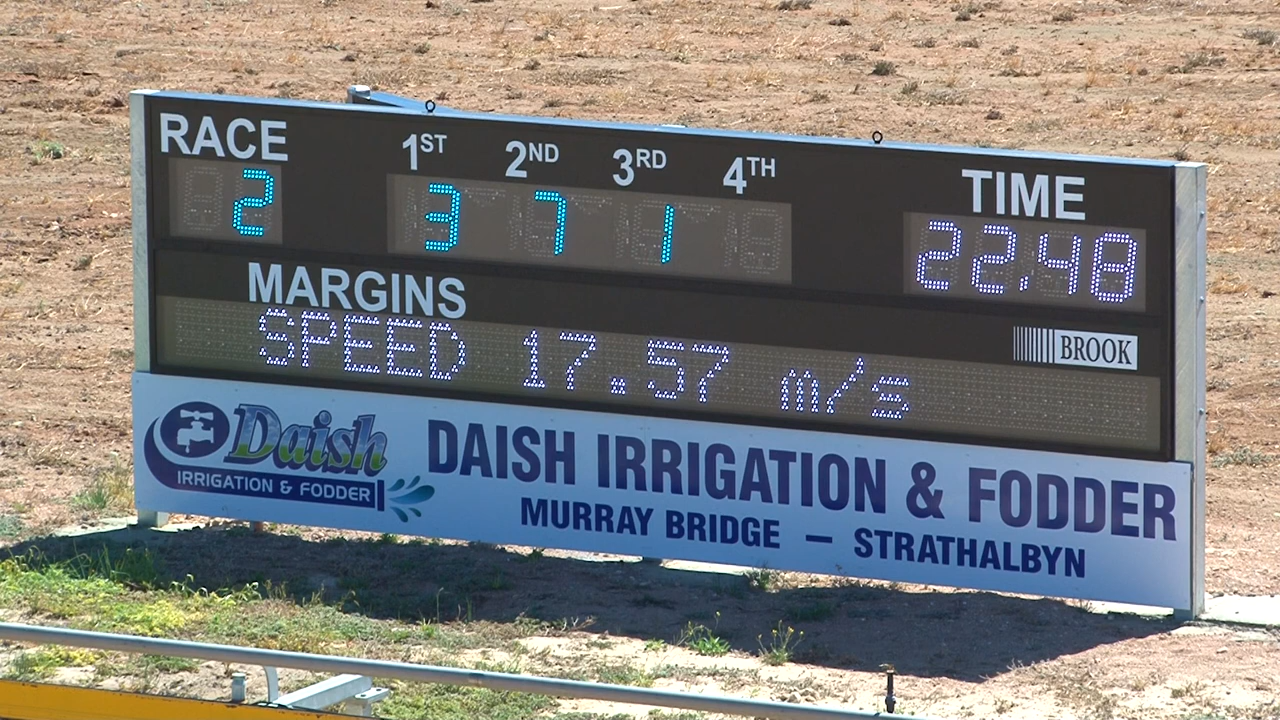 RACE 1ST 2ND 3RD 4TH TIME
2 3 7 1 22.48
MARGINS
BROOK
SPEED 17.57 m/s
Daish
IRRIGATION & FODDER
DAISH IRRIGATION & FODDER
MURRAY BRIDGE — STRATHALBYN